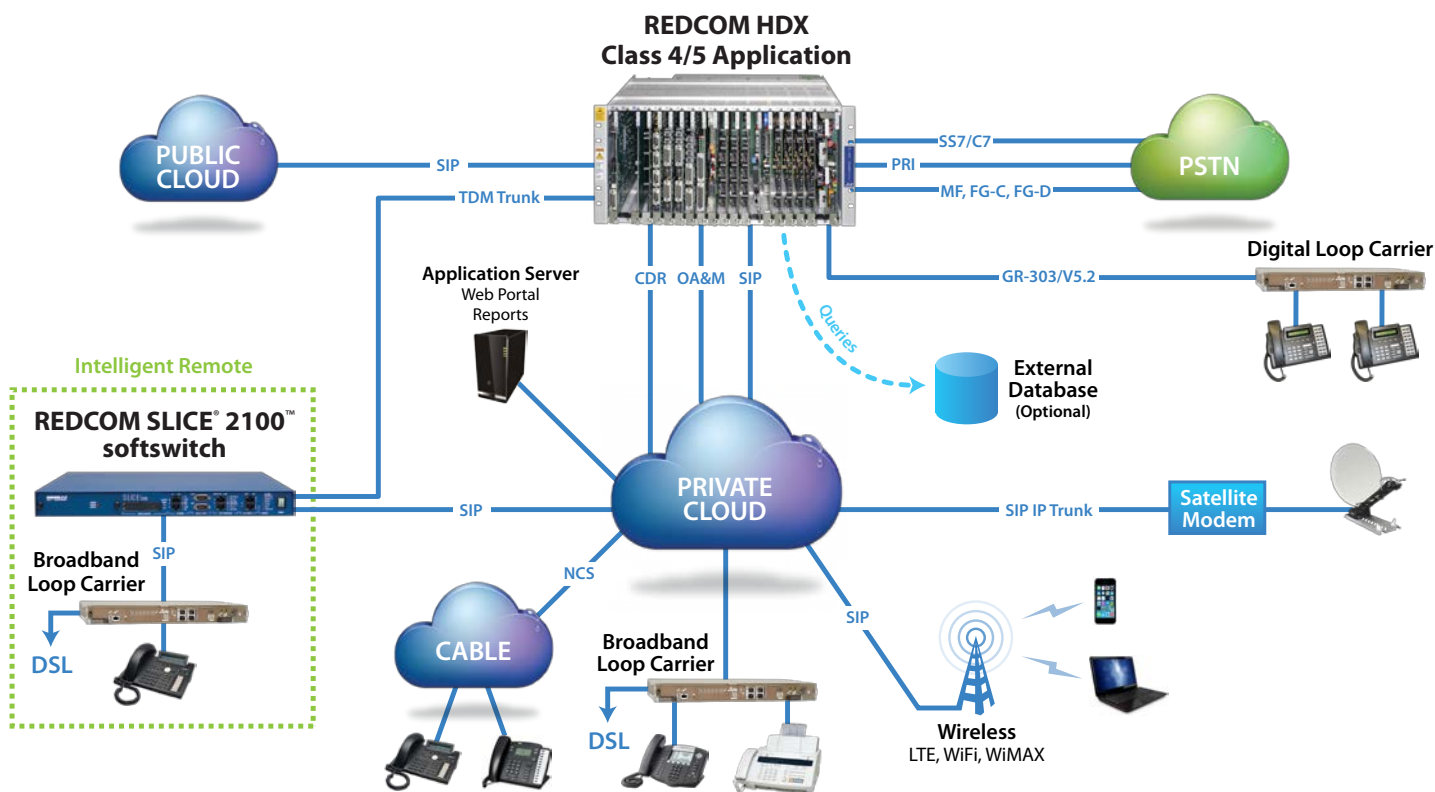 REDCOM HDX
Class 4/5 Application
PUBLIC
CLOUD
SIP
TDM Trunk
SS7/C7
PRI
MF, FG-C, FG-D
PSTN
Digital Loop Carrier
GR-303/V5.2
CDR
OA&M
SIP
Queries
Application Server
Web Portal
Reports
External
Database
(Optional)
Intelligent Remote
REDCOM SLICE® 2100™
softswitch
SLICE
SIP
PRIVATE
CLOUD
SIP IP Trunk
Satellite
Modem
SIP
Broadband
Loop Carrier
DSL
NCS
CABLE
Broadband
Loop Carrier
DSL
SIP
Wireless
LTE, WiFi, WiMAX